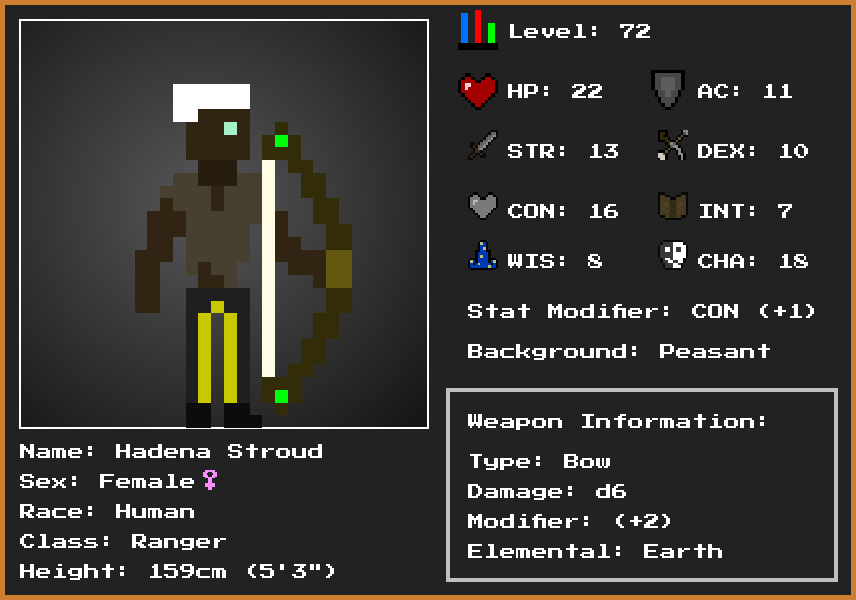 Level: 72
HP: 22
AC: 11
STR: 13
DEX: 10
CON: 16
INT: 7
WIS: 8
CHA: 18
Stat Modifier: CON (+1)
Background: Peasant
Weapon Information:
Type: Bow
Damage: d6
Modifier: (+2)
Elemental: Earth
Name: Hadena Stroud
Sex: Female♀
Race: Human
Class: Ranger
Height: 159cm (5'3")